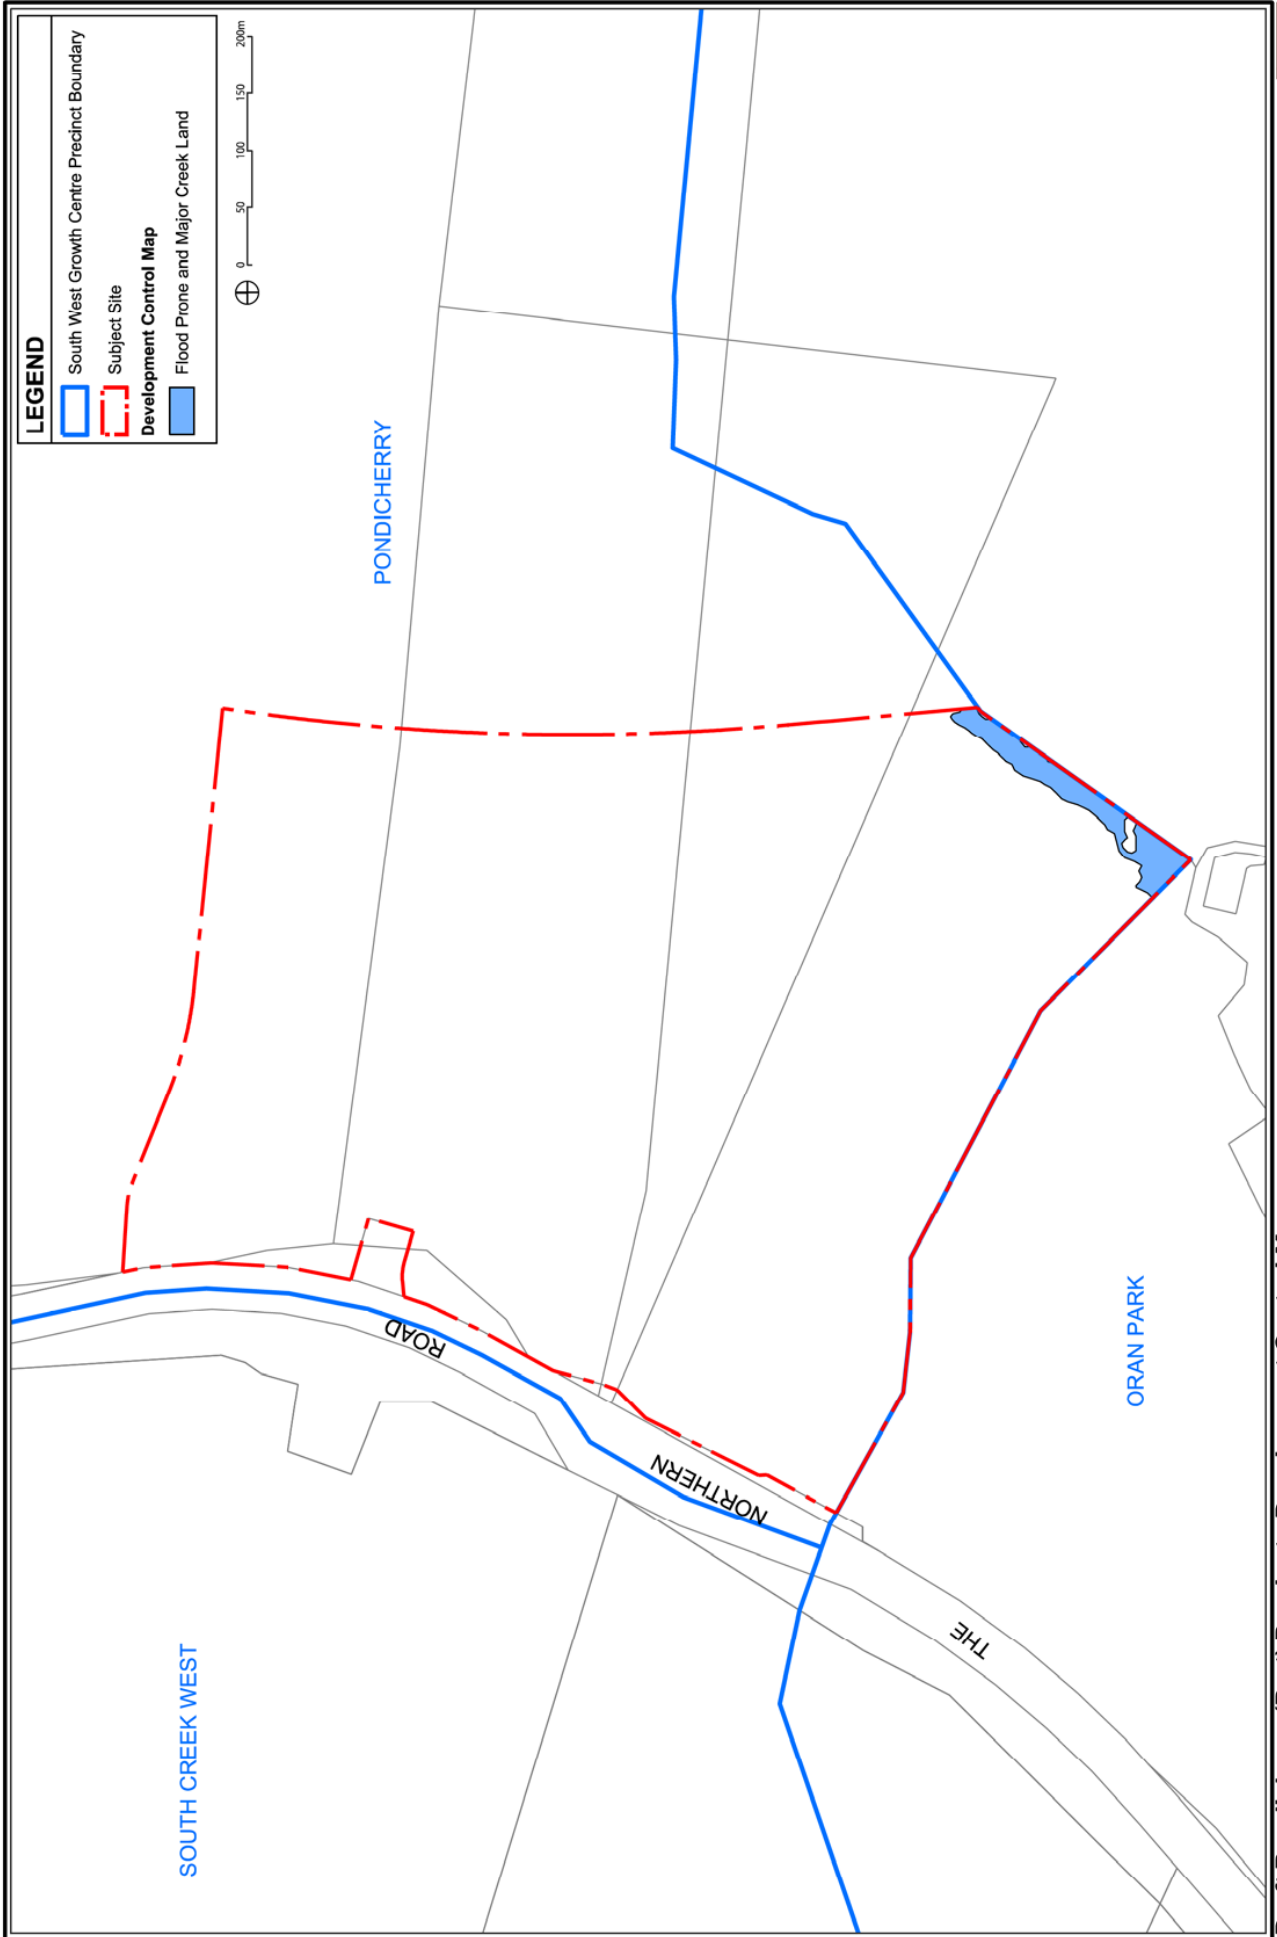 LEGEND
South West Growth Centre Precinct Boundary
Subject Site
Development Control Map
Flood Prone and Major Creek Land
0 50 100 150 200m
PONDICHERRY
SOUTH CREEK WEST
ORAN PARK
THE
NORTHERN
ROAD